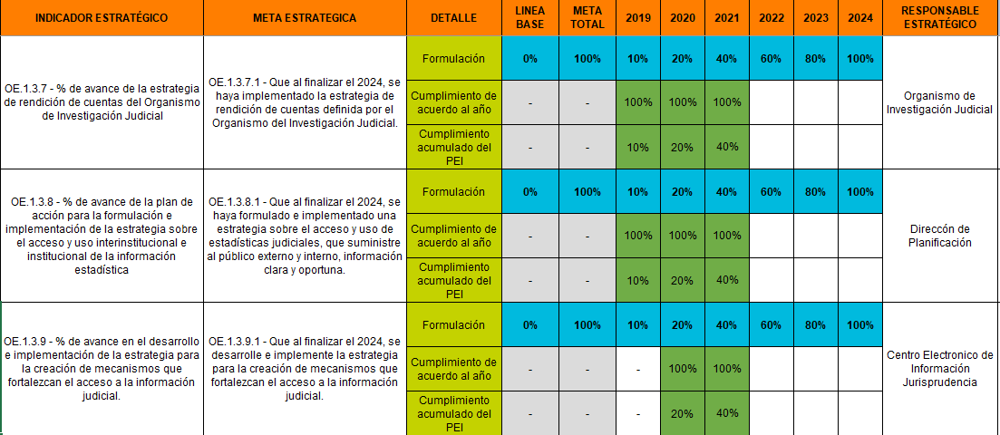 INDICADOR ESTRATÉGICO
META ESTRATEGICA
DETALLE
LINEA
BASE
META
TOTAL
2019
2020
2021
2022
2023
2024
RESPONSABLE
ESTRATÉGICO
OE.1.3.7 - % de avance de la estrategia
de rendición de cuentas del Organismo
de Investigación Judicial
OE.1.3.7.1 - Que al finalizar el 2024, se
haya implementado la estrategia de
rendición de cuentas definida por el
Organismo del Investigación Judicial.
Formulación
0%
100%
10%
20%
40%
60%
80%
100%
Cumplimiento de
acuerdo al año
-
-
100%
100%
100%
Cumplimiento
acumulado del
PEI
-
-
10%
20%
40%
Organismo de
Investigación Judicial
OE.1.3.8 - % de avance de la plan de
acción para la formulación e
implementación de la estrategia sobre
el acceso y uso interinstitucional e
institucional de la información
estadística
OE.1.3.8.1 - Que al finalizar el 2024, se
haya formulado e implementado una
estrategia sobre el acceso y uso de
estadísticas judiciales, que suministre
al público externo y interno, información
clara y oportuna.
Formulación
0%
100%
10%
20%
40%
60%
80%
100%
Cumplimiento de
acuerdo al año
-
-
100%
100%
100%
Cumplimiento
acumulado del
PEI
-
-
10%
20%
40%
Direccón de
Planificación
OE.1.3.9 - % de avance en el desarrollo
e implementación de la estrategia para
la creación de mecanismos que
fortalezcan el acceso a la información
judicial.
OE.1.3.9.1 - Que al finalizar el 2024, se
desarrolle e implemente la estrategia
para la creación de mecanismos que
fortalezcan el acceso a la información
judicial.
Formulación
0%
100%
10%
20%
40%
60%
80%
100%
Cumplimiento de
acuerdo al año
-
-
-
100%
100%
Cumplimiento
acumulado del
PEI
-
-
-
20%
40%
Centro Electronico de
Información
Jurisprudencia